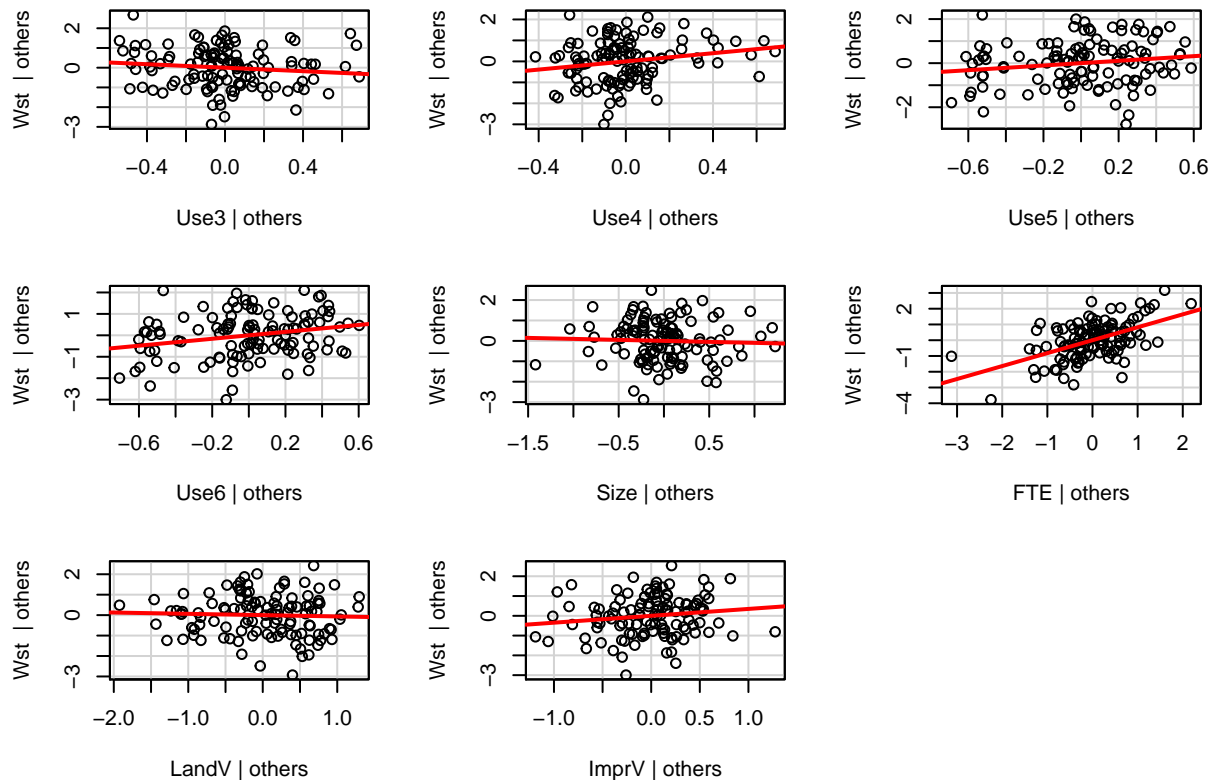 Wst | others
2
0
−3
−0.4 0.0 0.4
Use3 | others
Wst | others
2
0
−3
−0.4 0.0 0.4
Use4 | others
Wst | others
2
0
−2
−0.6 −0.2 0.2 0.6
Use5 | others
Wst | others
1
−1
−3
−0.6 −0.2 0.2 0.6
Use6 | others
Wst | others
2
0
−3
−1.5 −0.5 0.5
Size | others
Wst | others
2
−1
−4
−3 −2 −1 0 1 2
FTE | others
Wst | others
2
0
−3
−2.0 −1.0 0.0 1.0
LandV | others
Wst | others
2
0
−3
−1.0 0.0 0.5 1.0
ImprV | others